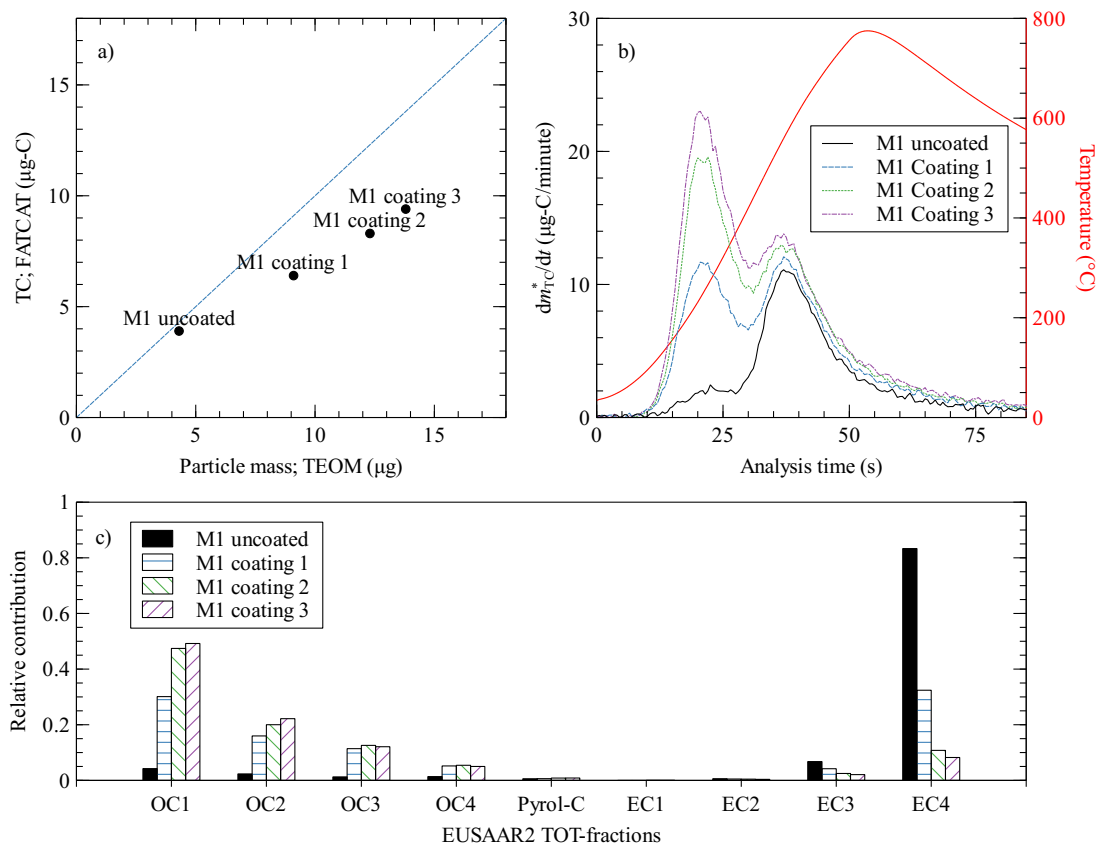 a)
TC; FATCAT (µg-C)
15
10
5
0
M1 coating 3
M1 coating 2
M1 coating 1
M1 uncoated
5
10
15
Particle mass; TEOM (µg)
b)
dm*TC/dt (µg-C/minute)
30
20
10
0
M1 uncoated
M1 Coating 1
M1 Coating 2
M1 Coating 3
0
25
50
75
Analysis time (s)
800
600
400
200
0
Temperature (°C)
c)
Relative contribution
1
0.8
0.6
0.4
0.2
0
M1 uncoated
M1 coating 1
M1 coating 2
M1 coating 3
OC1 OC2 OC3 OC4 Pyrol-C EC1 EC2 EC3 EC4
EUSAAR2 TOT-fractions